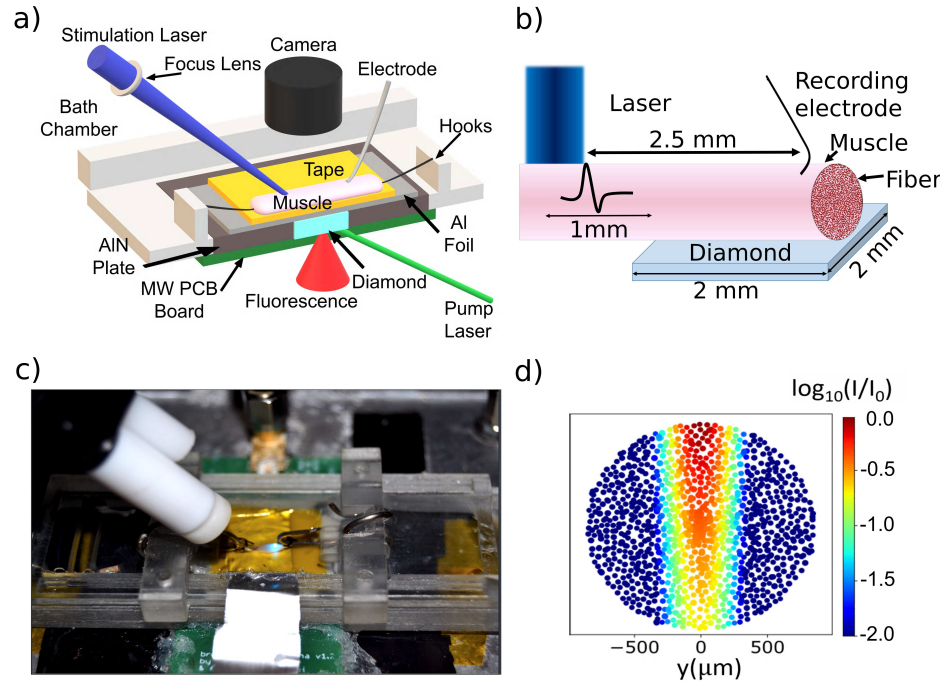 a)
Stimulation Laser
Focus Lens
Camera
Electrode
Bath
Chamber
Hooks
Tape
Muscle
AlN
Plate
Al
Foil
MW PCB
Board
Fluorescence
Diamond
Pump
Laser
b)
Laser
Recording
electrode
2.5 mm
Muscle
Fiber
1mm
Diamond
2 mm
2 mm
c)
v1.2
d)
log10(I/I0)
0.0
-0.5
-1.0
-1.5
-2.0
−500
0
500
y(μm)